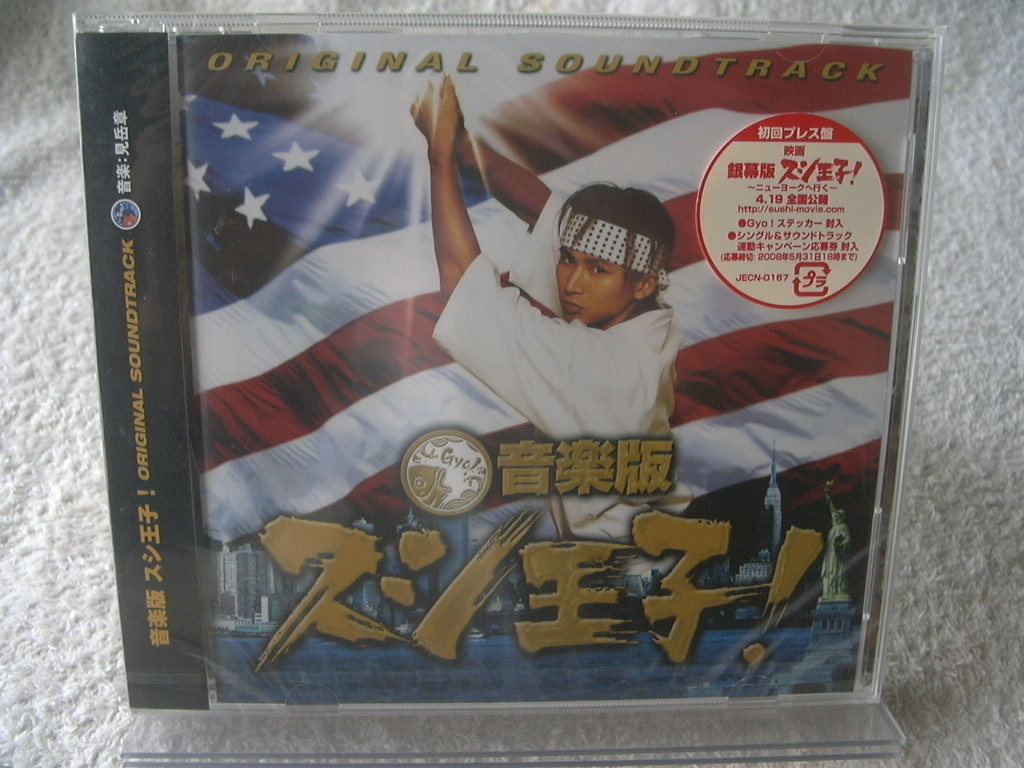 ORIGINAL SOUNDTRACK
初回プレス盤
映画
銀幕版 スシ王子!
~ニューヨークへ行く~
4.19 全国公開
http://sushi-movie.com
●Gyo!ステッカー 封入
●シングル&サウンドトラック
連動キャンペーン応募券 封入
(応募締切: 2008年5月31日18時まで)
JECN-0167
プラ
Gyo!
音楽版
スシ王子!
音楽版 スシ王子! ORIGINAL SOUNDTRACK
音楽:見岳章